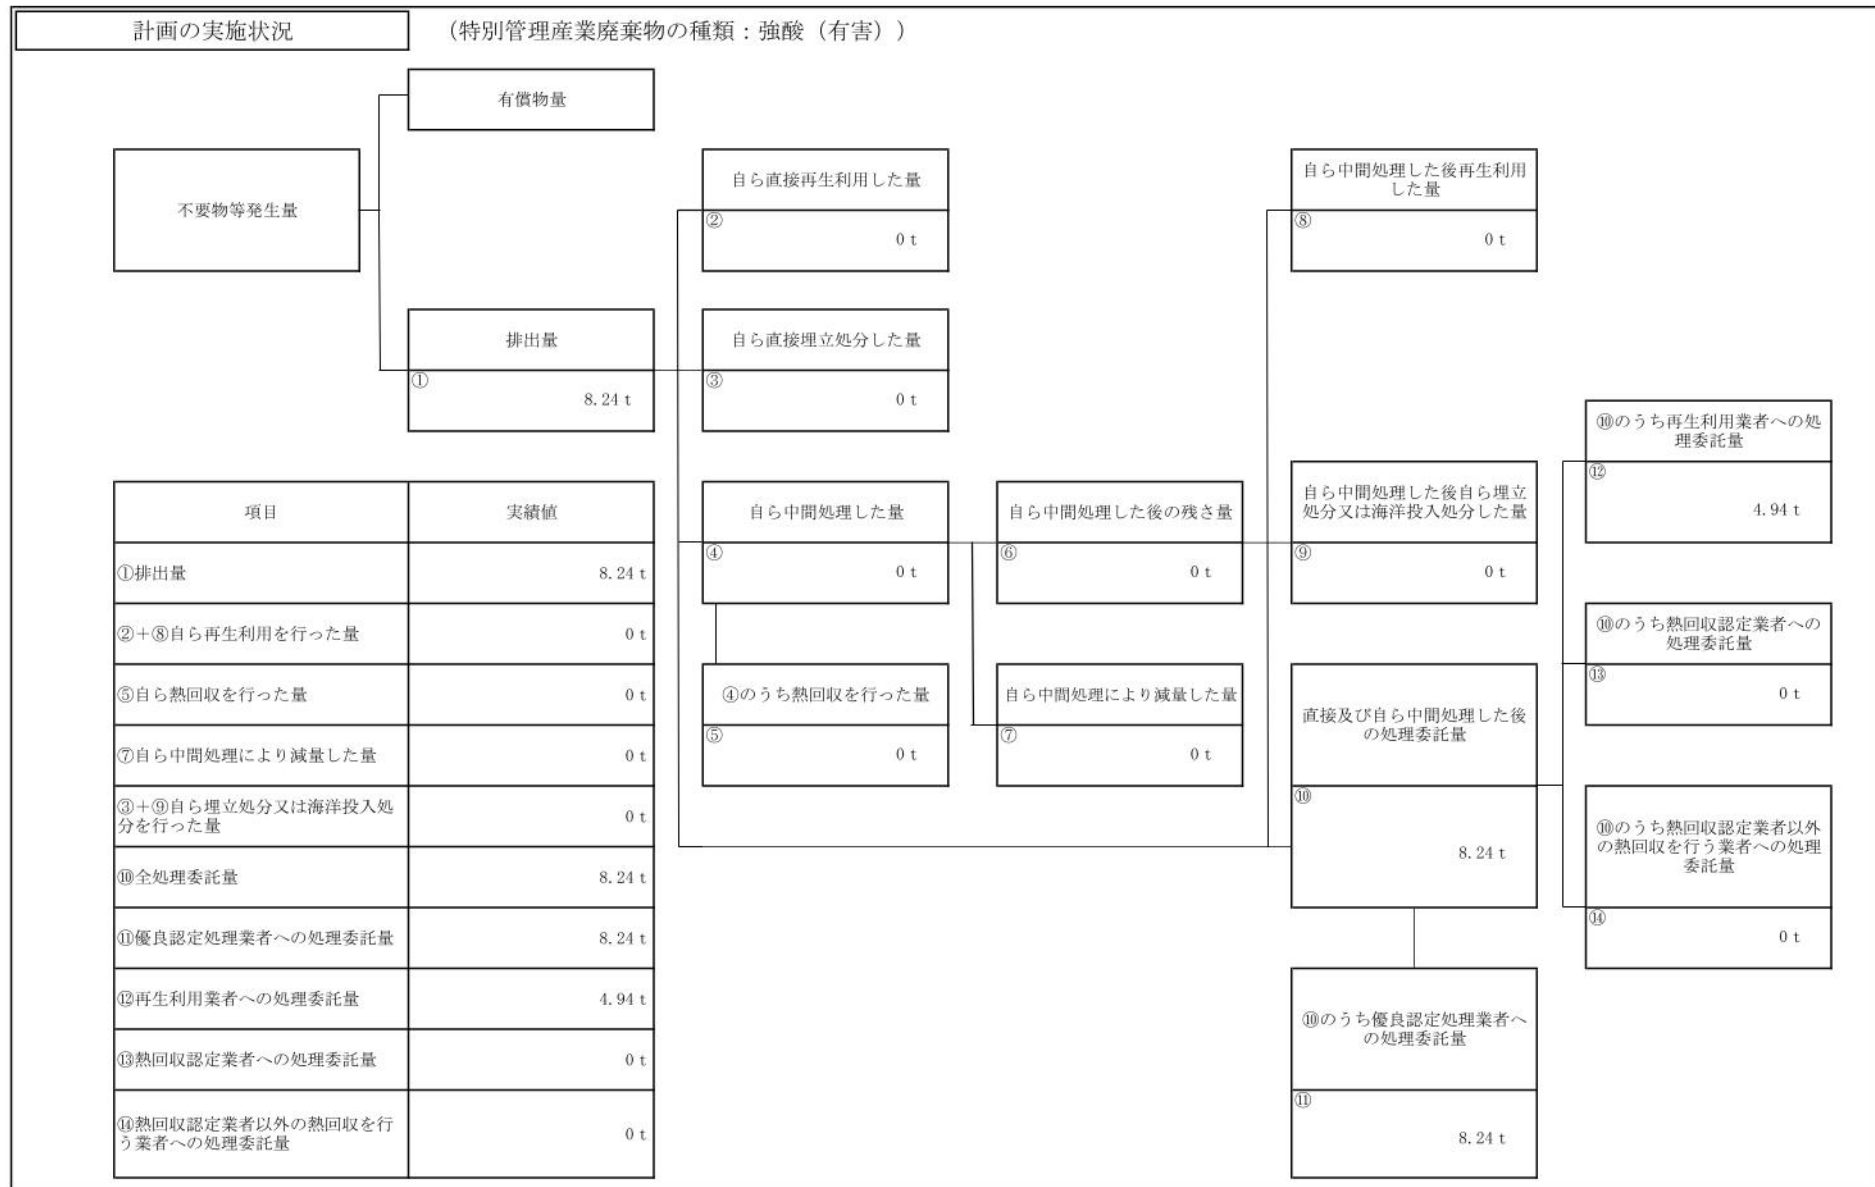 計画の実施状況
（特別管理産業廃棄物の種類：強酸（有害））
有償物量
不要物等発生量
自ら直接再生利用した量
②
0 t
自ら中間処理した後再生利用
した量
⑧
0 t
排出量
①
8.24 t
自ら直接埋立処分した量
③
0 t
⑩のうち再生利用業者への処
理委託量
⑫
4.94 t
自ら中間処理した量
④
0 t
自ら中間処理した後の残さ量
⑥
0 t
自ら中間処理した後自ら埋立
処分又は海洋投入処分した量
⑨
0 t
⑩のうち熱回収認定業者への
処理委託量
⑬
0 t
④のうち熱回収を行った量
⑤
0 t
自ら中間処理により減量した量
⑦
0 t
直接及び自ら中間処理した後
の処理委託量
⑩
8.24 t
⑩のうち熱回収認定業者以外
の熱回収を行う業者への処理
委託量
⑭
0 t
⑩のうち優良認定処理業者へ
の処理委託量
⑪
8.24 t
項目 実績値
①排出量 8.24 t
②＋⑧自ら再生利用を行った量 0 t
⑤自ら熱回収を行った量 0 t
⑦自ら中間処理により減量した量 0 t
③＋⑨自ら埋立処分又は海洋投入処
分を行った量 0 t
⑩全処理委託量 8.24 t
⑪優良認定処理業者への処理委託量 8.24 t
⑫再生利用業者への処理委託量 4.94 t
⑬熱回収認定業者への処理委託量 0 t
⑭熱回収認定業者以外の熱回収を行
う業者への処理委託量 0 t